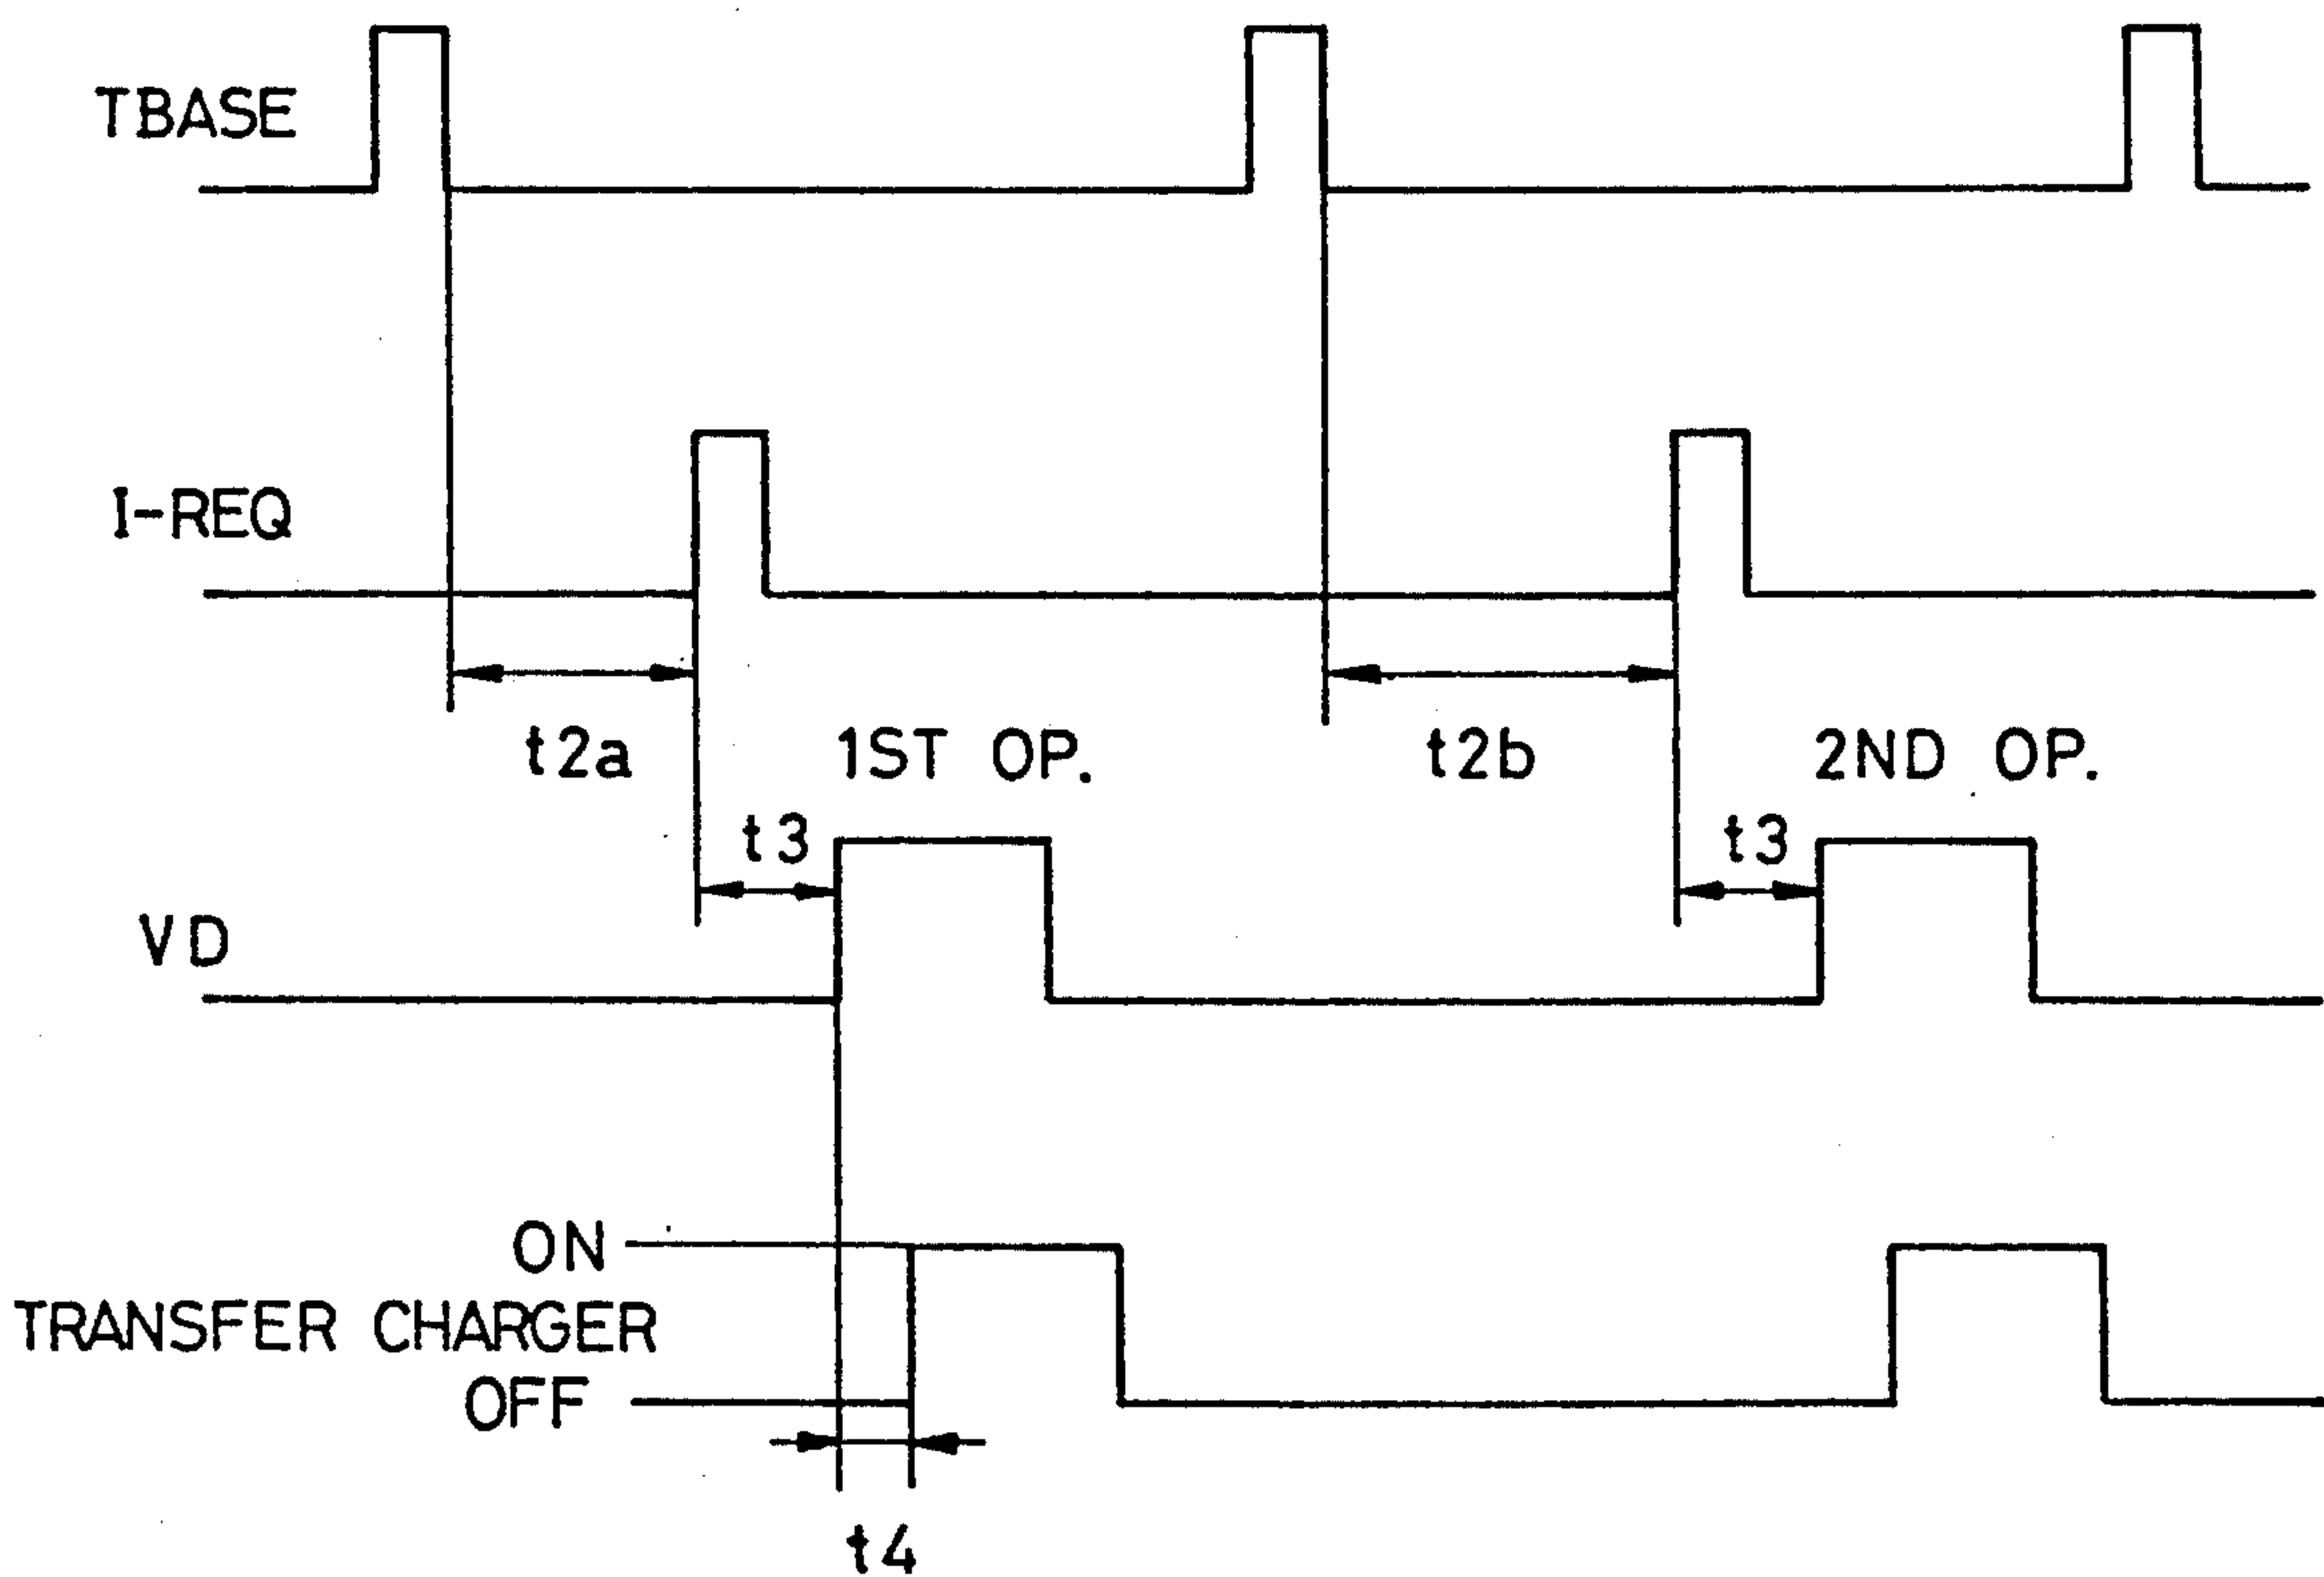 TBASE
I-REQ
t2a
1ST OP.
t2b
2ND OP.
t3
t3
VD
ON
TRANSFER CHARGER
OFF
t4